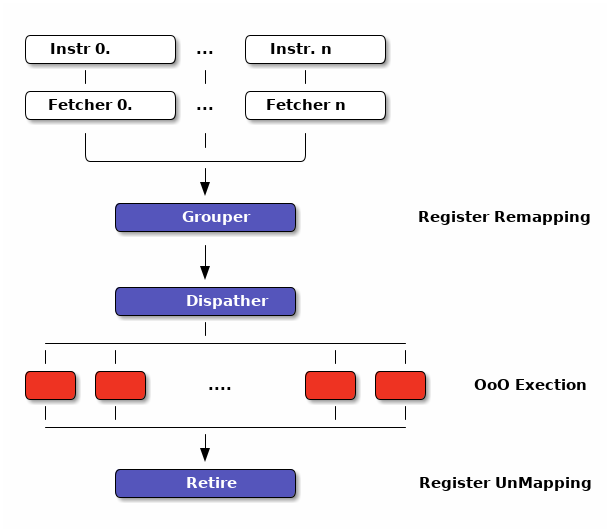 Instr 0. ... Instr. n
Fetcher 0. ... Fetcher n
Grouper Register Remapping
Dispather
.... OoO Exection
Retire Register UnMapping